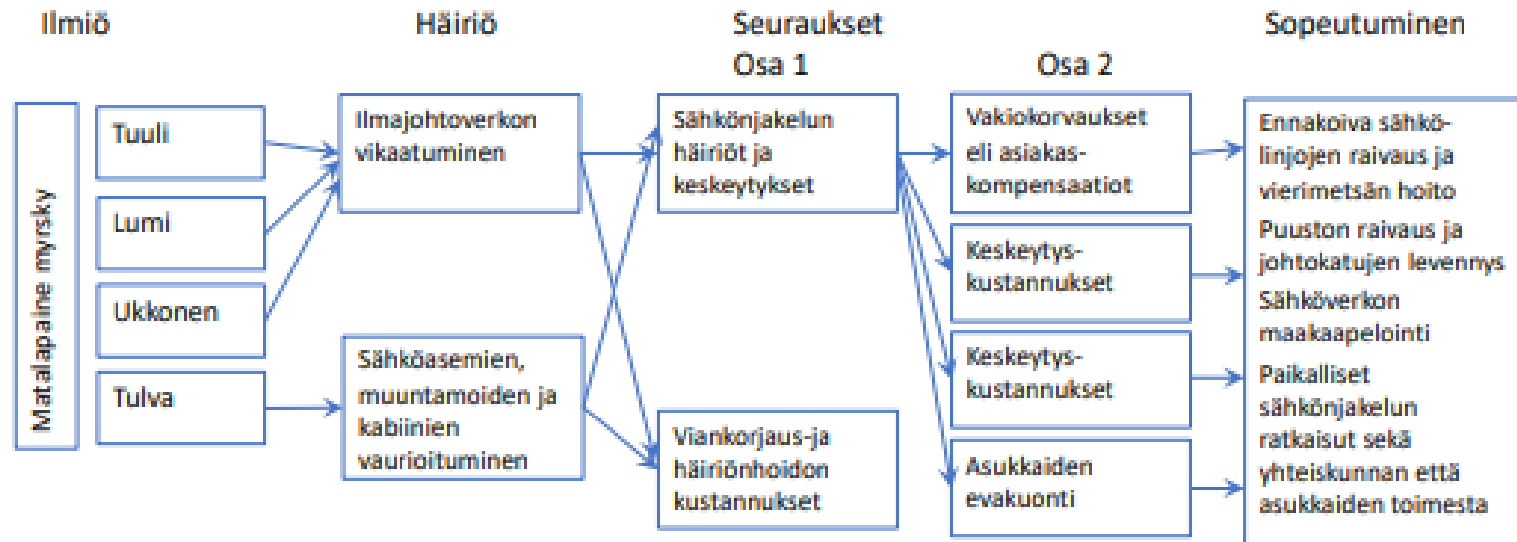 Ilmiö
Häiriö
Seuraukset
Sopeutuminen
Osa 1
Osa 2
Matalapaine myrsky
Tuuli
Lumi
Ukkonen
Tulva
Ilmajohtoverkon
vikaatuminen
Sähköasemien,
muuntamoiden ja
kabiinien
vaurioituminen
Sähkönjakelun
häiriöt ja
keskeytykset
Viankorjaus-ja
häiriönhoidon
kustannukset
Vakiokorvaukset
eli asiakas-
kompensaatiot
Keskeytys-
kustannukset
Keskeytys-
kustannukset
Asukkaiden
evakuonti
Ennakoiva sähkö-
linjojen raivaus ja
vierimetsän hoito
Puuston raivaus ja
johtokatujen levennys
Sähköverkon
maakaapelointi
Paikalliset
sähkönjakelun
ratkaisut sekä
yhteiskunnan että
asukkaiden toimesta